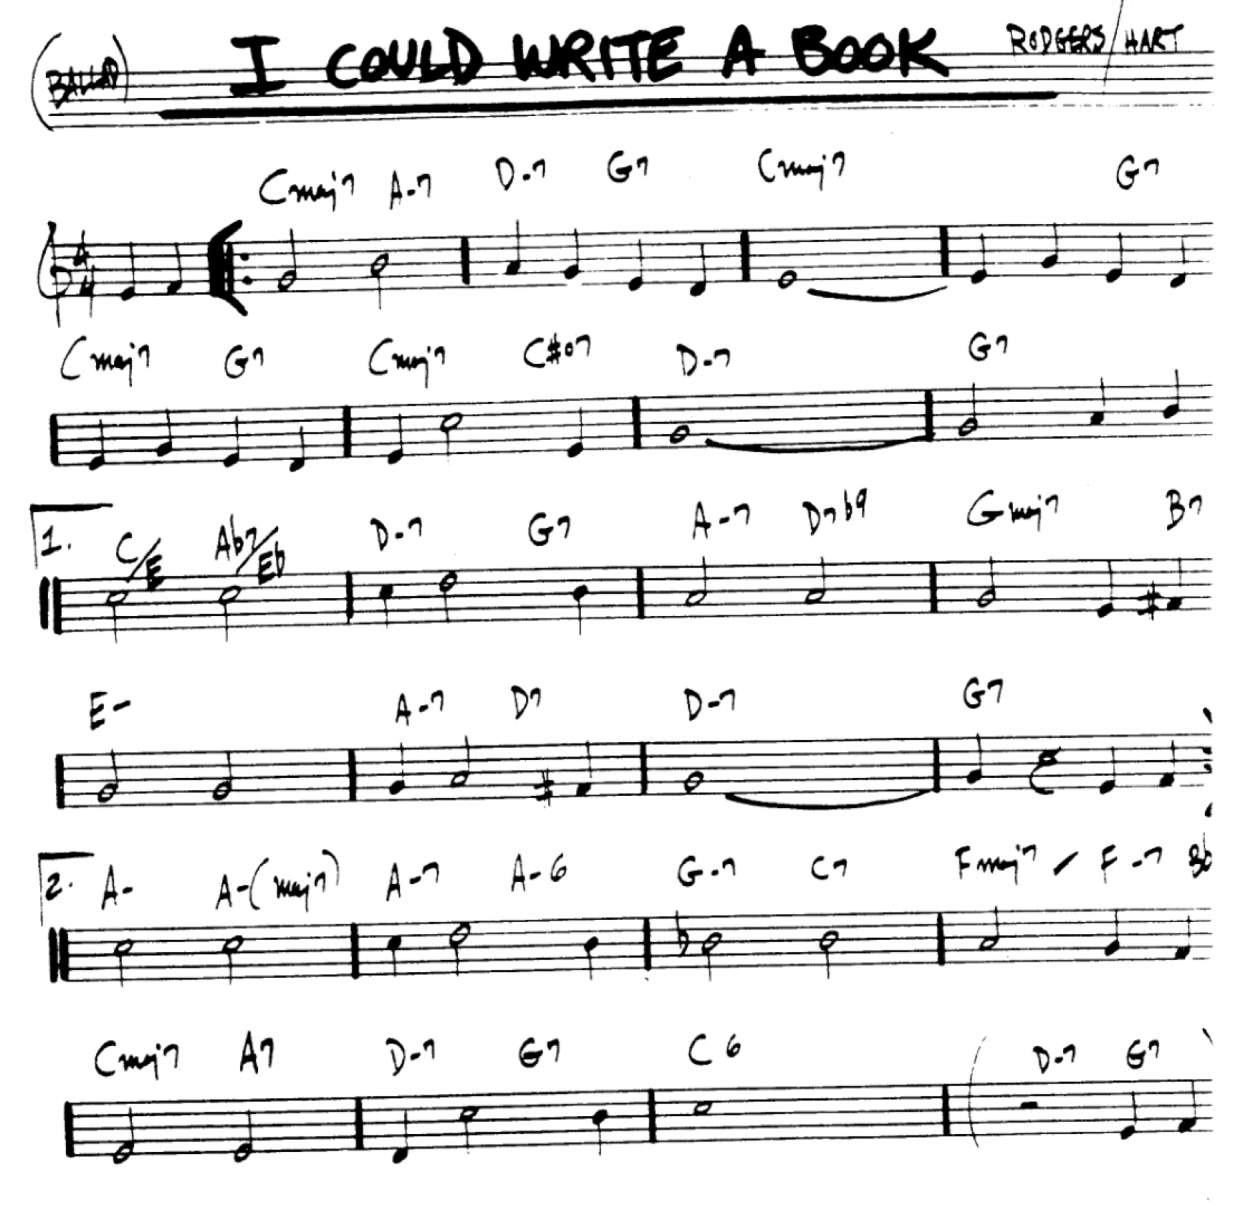 (BALLAD) I COULD WRITE A BOOK RODGERS/HART
Cmaj7 A-7 D-7 G7 Cmaj7 G7
4 4
Cmaj7 G7 Cmaj7 C#o7 D-7 G7
1. C/E Ab7/Eb D-7 G7 A-7 D7b9 Gmaj7 B7
E- A-7 D7 D-7 G7
2. A- A-(maj7) A-7 A-6 G-7 C7 Fmaj7 / F-7 Bb
Cmaj7 A7 D-7 G7 C6 ( D-7 G7 )